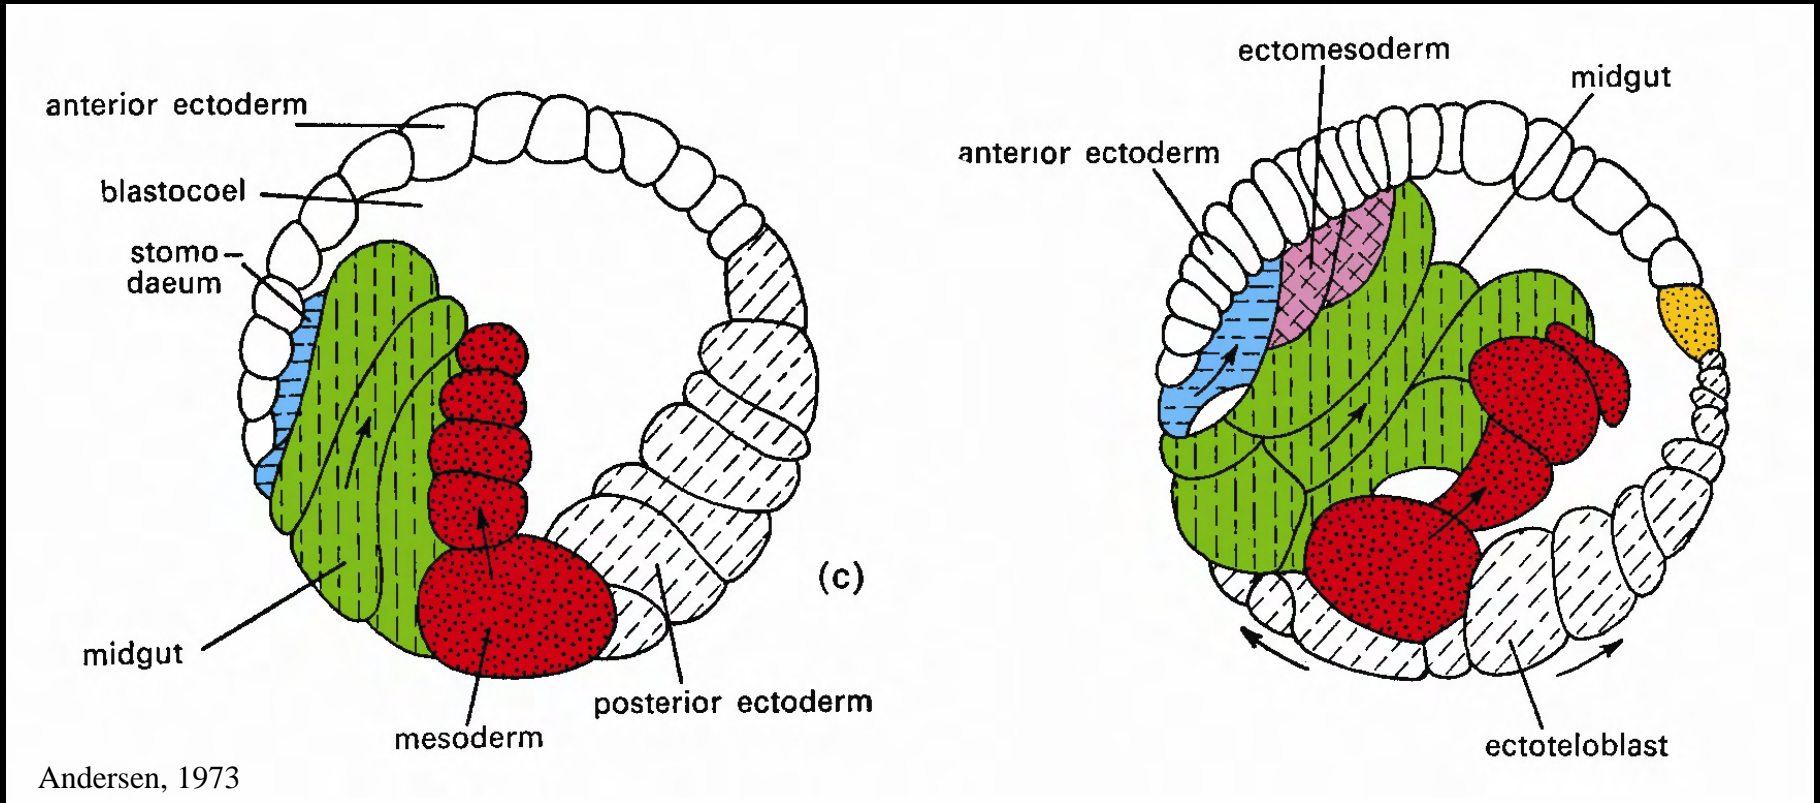 anterior ectoderm
blastocoel
stomo-
daeum
midgut
mesoderm
posterior ectoderm
(c)
Andersen, 1973
ectomesoderm
midgut
anterior ectoderm
ectoteloblast